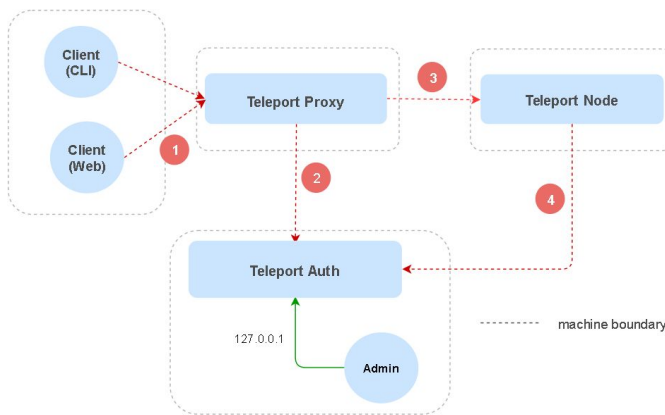 Client
(CLI)
Client
(Web)
1
Teleport Proxy
2
3
Teleport Node
4
Teleport Auth
127.0.0.1
Admin
machine boundary